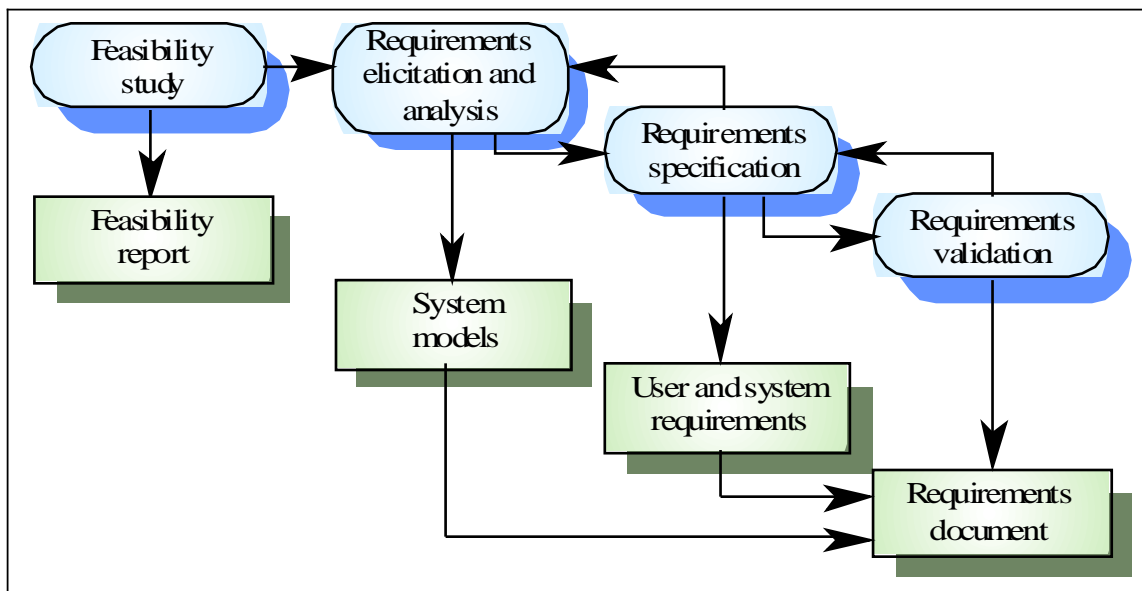 Feasibility
study
Requirements
elicitation and
analysis
Requirements
specification
Requirements
validation
Feasibility
report
System
models
User and system
requirements
Requirements
document